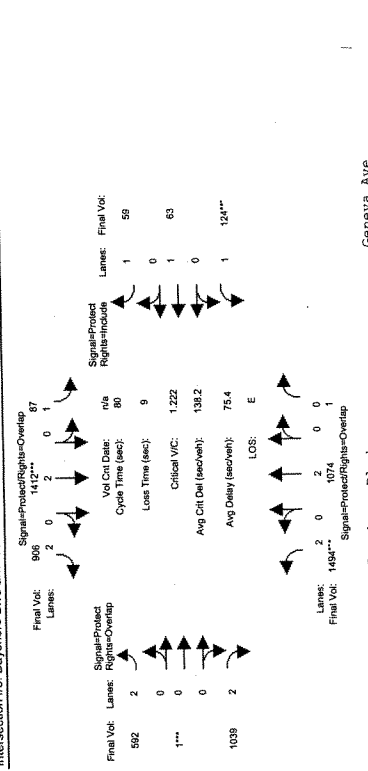 Signal=Protect/Rights=Overlap
Final Vol: 906 1412*** 87
Lanes: 2 0 2 0 1
Signal=Protect
Rights=Overlap
Final Vol: Lanes:
592 2
0
1*** 0
0
1039 2
Vol Cnt Date: n/a
Cycle Time (sec): 80
Loss Time (sec): 9
Critical V/C: 1.222
Avg Crit Del (sec/veh): 138.2
Avg Delay (sec/veh): 75.4
LOS: E
Signal=Protect
Rights=Include
Lanes: Final Vol:
1 59
0
1 63
0
1 124***
Lanes: 2 0 2 0 0
Final Vol: 1494*** 1074 1
Signal=Protect/Rights=Overlap
Geneva Ave